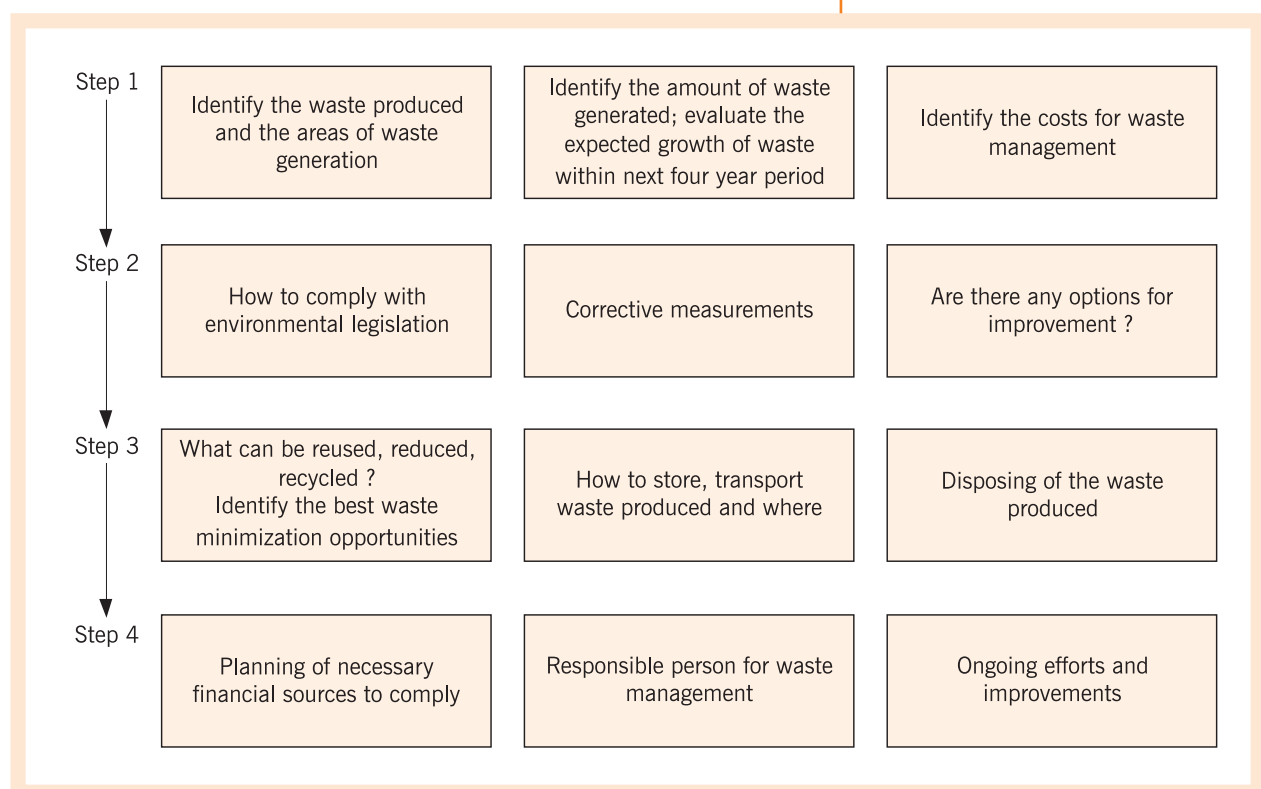 Step 1
Identify the waste produced
and the areas of waste
generation
Identify the amount of waste
generated; evaluate the
expected growth of waste
within next four year period
Identify the costs for waste
management
Step 2
How to comply with
environmental legislation
Corrective measurements
Are there any options for
improvement ?
Step 3
What can be reused, reduced,
recycled ?
Identify the best waste
minimization opportunities
How to store, transport
waste produced and where
Disposing of the waste
produced
Step 4
Planning of necessary
financial sources to comply
Responsible person for waste
management
Ongoing efforts and
improvements